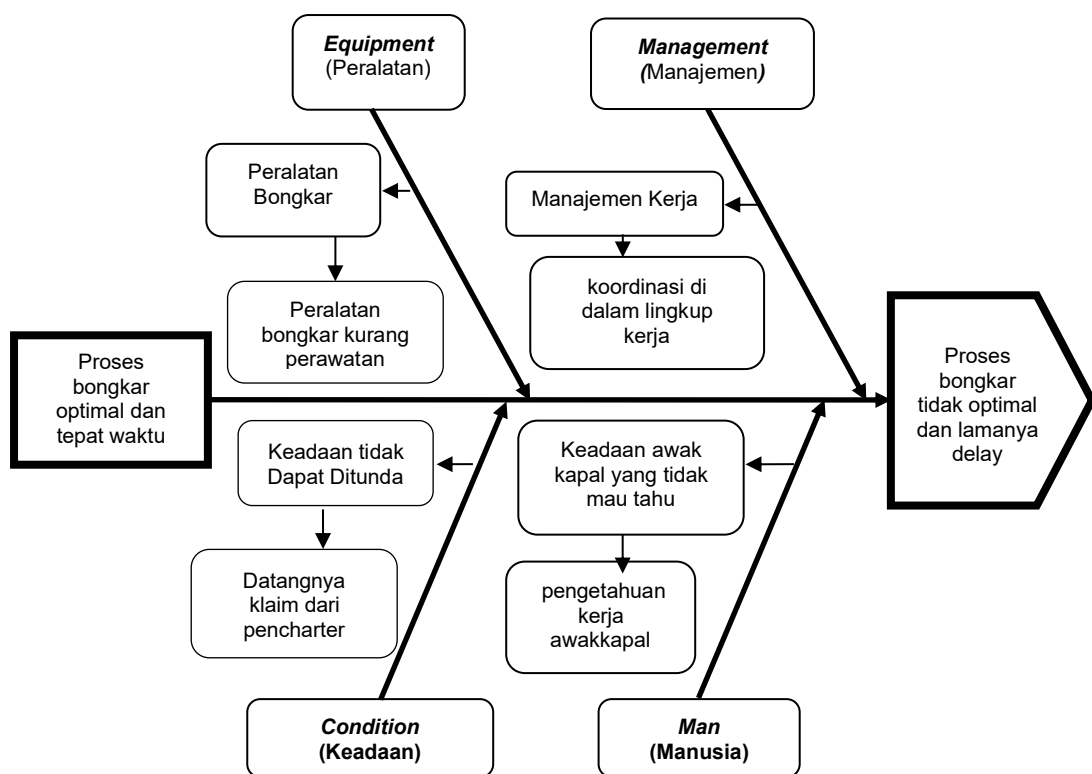 Equipment
(Peralatan)
Management
(Manajemen)
Peralatan
Bongkar
Manajemen Kerja
Peralatan
bongkar kurang
perawatan
koordinasi di
dalam lingkup
kerja
Proses
bongkar
optimal dan
tepat waktu
Proses
bongkar
tidak optimal
dan lamanya
delay
Keadaan tidak
Dapat Ditunda
Keadaan awak
kapal yang tidak
mau tahu
Datangnya
klaim dari
pencharter
pengetahuan
kerja
awakkapal
Condition
(Keadaan)
Man
(Manusia)